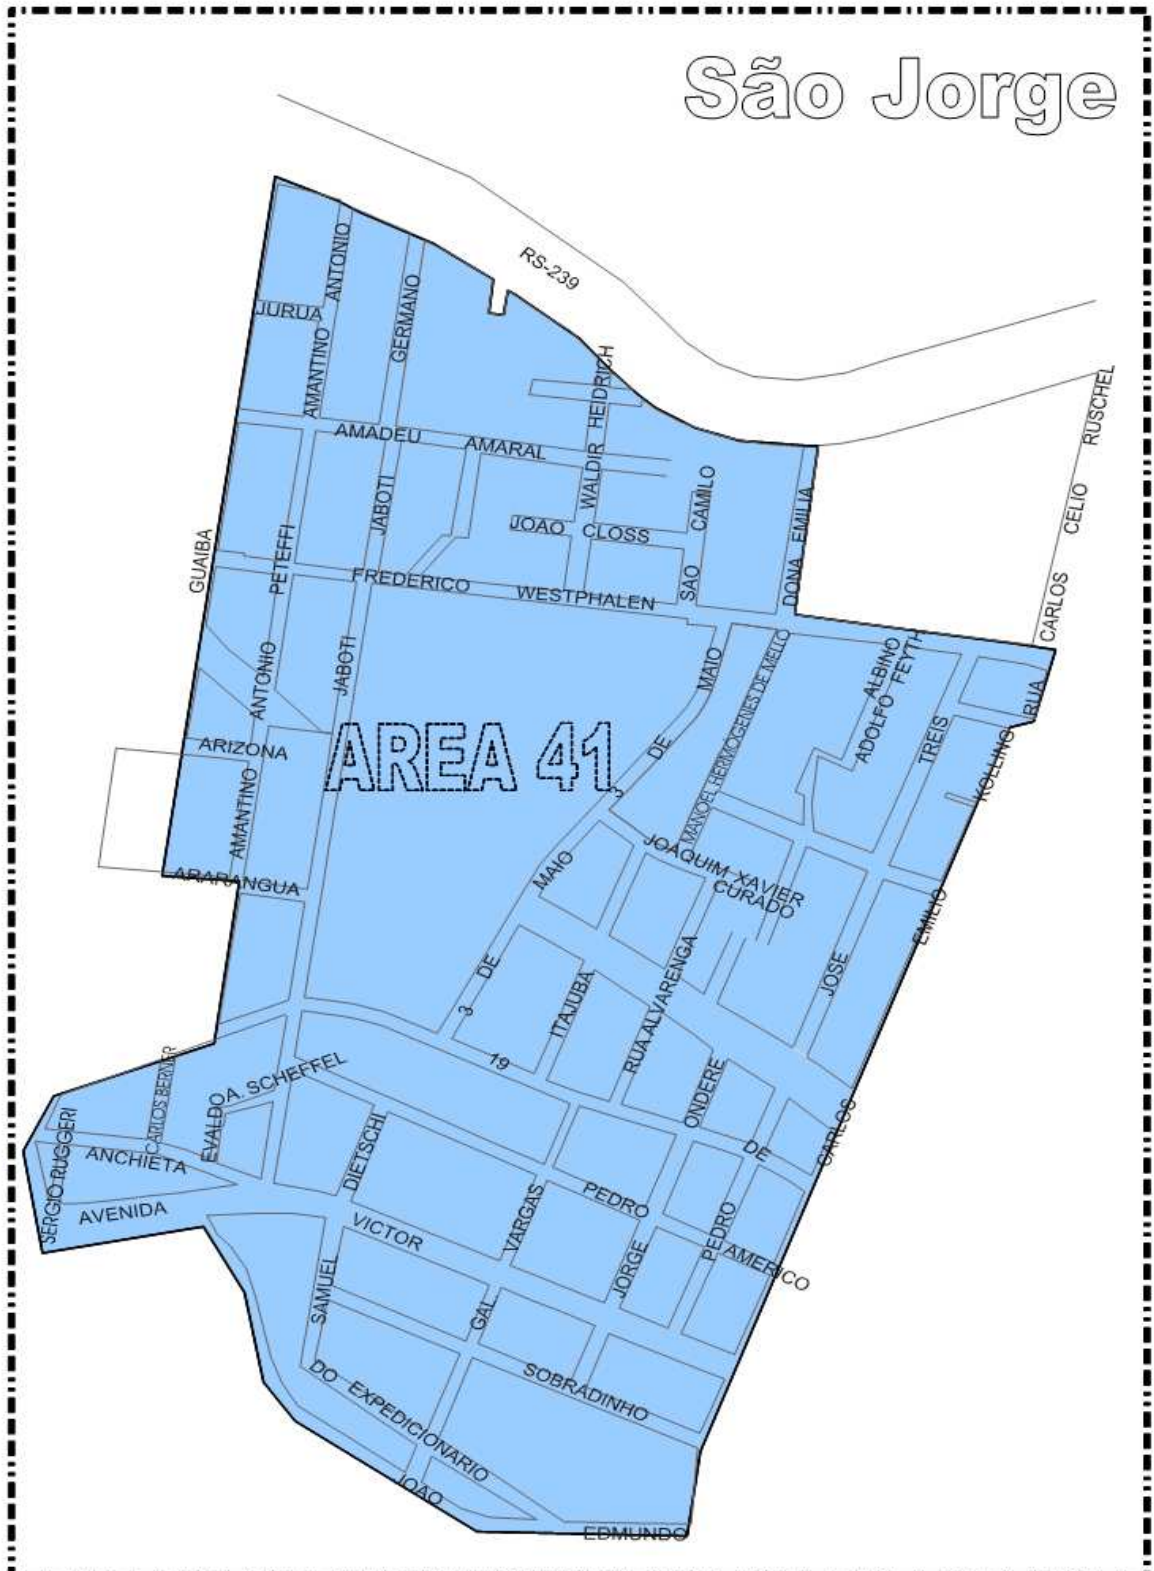 São Jorge
RS-239
ANTONIO
GERMANO
JURUA
AMANTINO
HEIDRICH
RUSCHEL
AMADEU
AMARAL
WALDIR
CAMILO
CELIO
JABOTI
DONA EMILIA
JOAO CLOSS
GUAIBA
PETEFFI
FREDERICO
WESTPHALEN
SAO
CARLOS
JABOTI
MAIO
MANOEL HERMOGENES DE MELLO
ALBINO
ADOLFO FEYTH
ANTONIO
RUA
AREA 41
DE
TREIS
ARIZONA
KOLLING
3
AMANTINO
JOAQUIM XAVIER
CURADO
MAIO
ARARANGUA
EMILIO
DE
JOSE
ITAJUBA
RUA ALVARENGA
3
19
CARLOS BERNER
A. SCHEFFEL
EVALDO
ONDERE
SERGIO RUGGERI
ANCHIETA
DIETSCHI
DE
CARLOS
AVENIDA
PEDRO
VARGAS
VICTOR
PEDRO
AMERICO
JORGE
SAMUEL
GAL
SOBRADINHO
DO EXPEDICIONARIO
JOAO
EDMUNDO